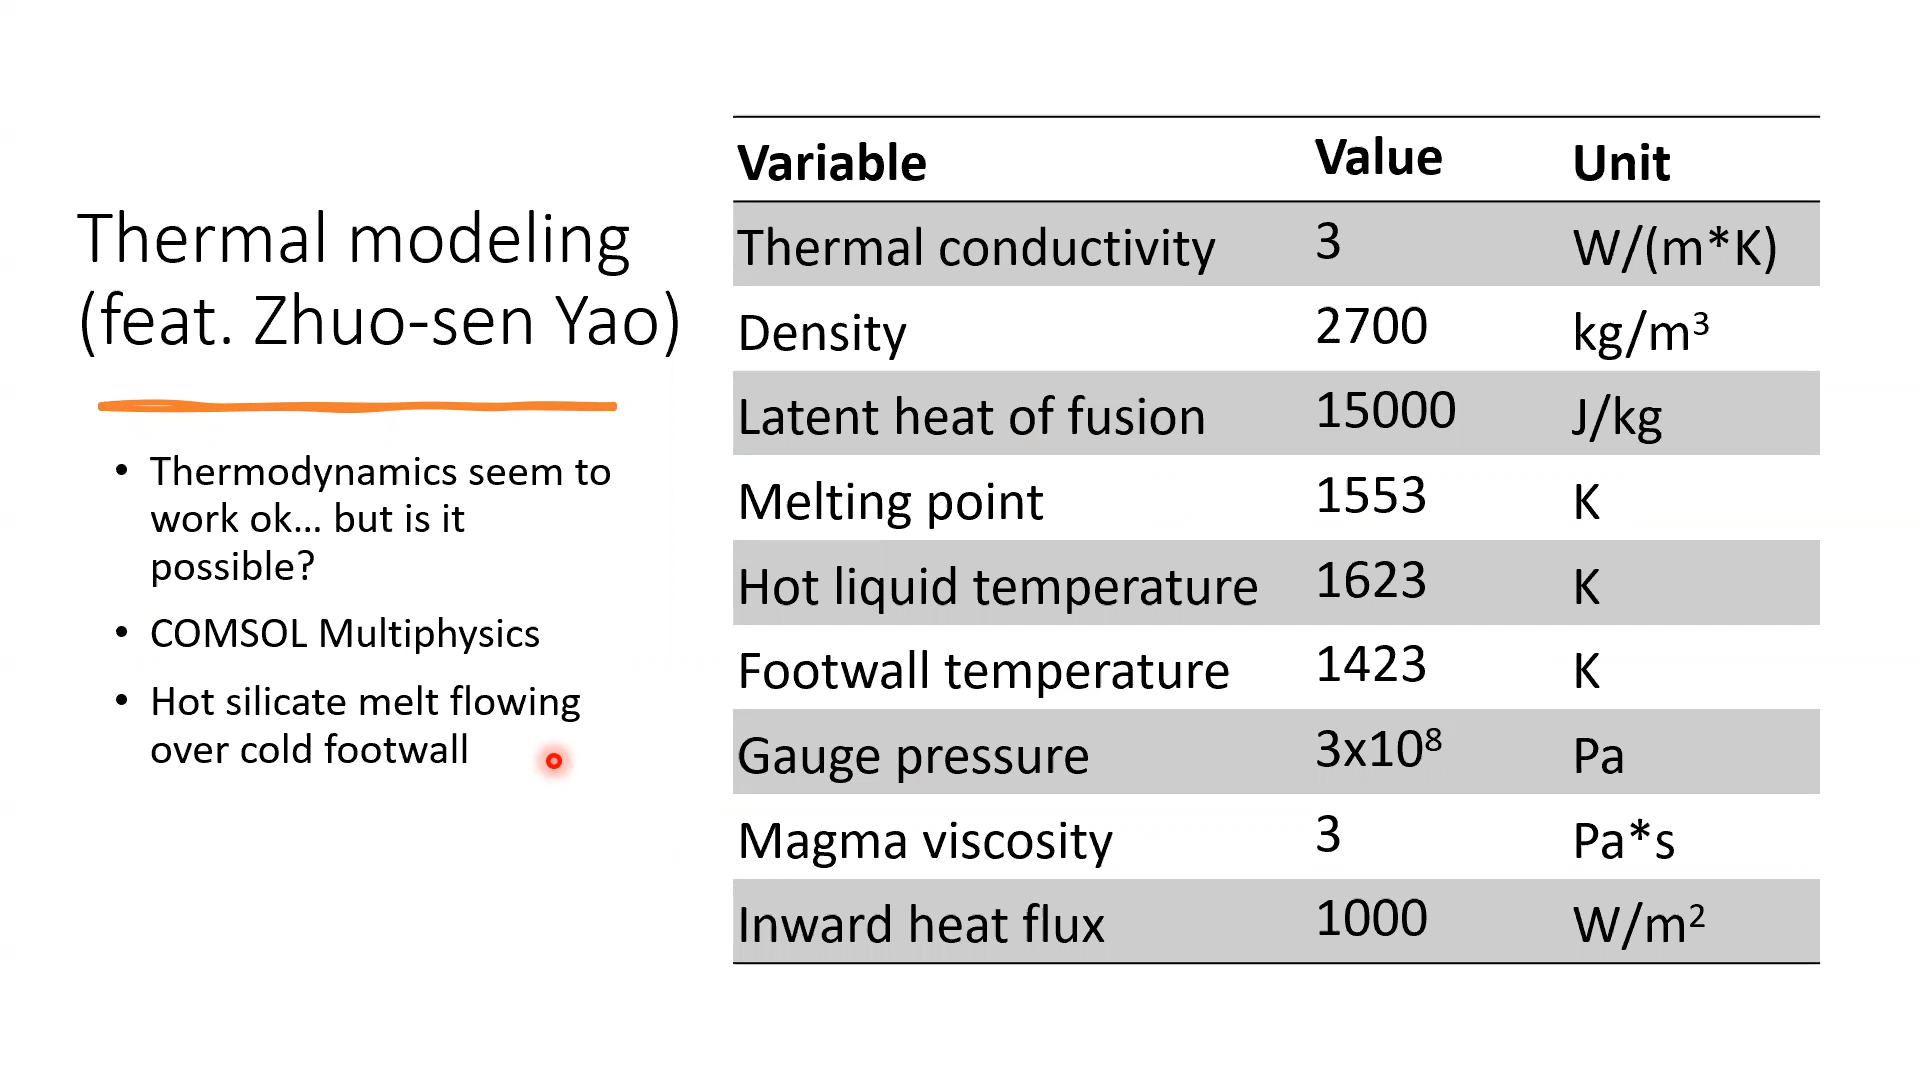 Thermal modeling
(feat. Zhuo-sen Yao)
• Thermodynamics seem to
work ok... but is it
possible?
• COMSOL Multiphysics
• Hot silicate melt flowing
over cold footwall
Variable Value Unit
Thermal conductivity 3 W/(m*K)
Density 2700 kg/m³
Latent heat of fusion 15000 J/kg
Melting point 1553 K
Hot liquid temperature 1623 K
Footwall temperature 1423 K
Gauge pressure 3x10⁸ Pa
Magma viscosity 3 Pa*s
Inward heat flux 1000 W/m²